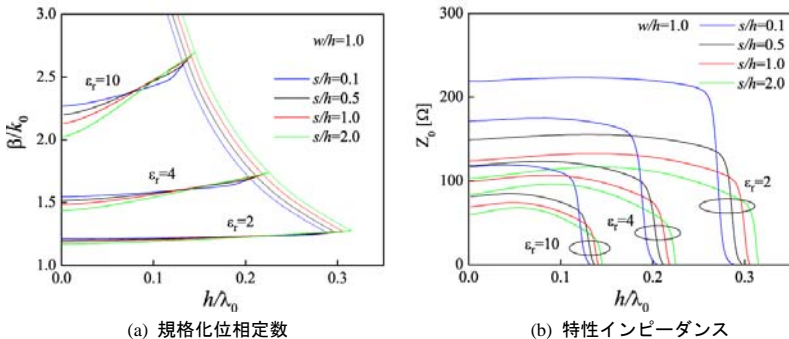 w/h=1.0
εr=10
s/h=0.1
s/h=0.5
s/h=1.0
s/h=2.0
εr=4
εr=2
β/k0
3.0
2.5
2.0
1.5
1.0
0.0
0.1
0.2
0.3
h/λ0
(a) 規格化位相定数
w/h=1.0
s/h=0.1
s/h=0.5
s/h=1.0
s/h=2.0
εr=2
εr=4
εr=10
Z0 [Ω]
300
200
100
0
0.0
0.1
0.2
0.3
h/λ0
(b) 特性インピーダンス